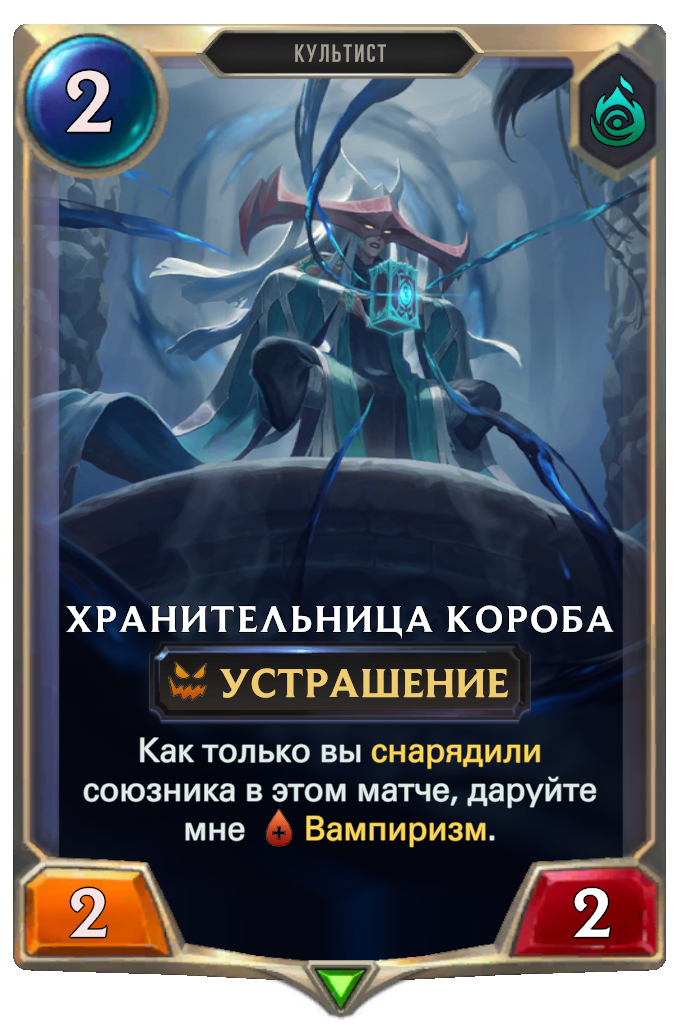 КУЛЬТИСТ
2
ХРАНИТЕЛЬНИЦА КОРОБА
УСТРАШЕНИЕ
Как только вы снарядили
союзника в этом матче, даруйте
мне Вампиризм.
2 2